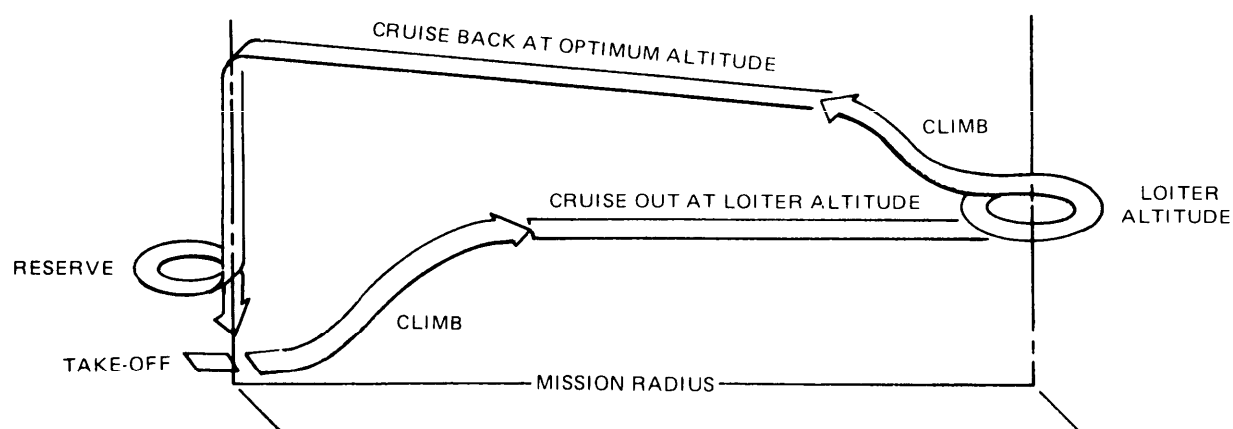 CRUISE BACK AT OPTIMUM ALTITUDE
CLIMB
CRUISE OUT AT LOITER ALTITUDE
LOITER
ALTITUDE
RESERVE
CLIMB
TAKE-OFF
MISSION RADIUS